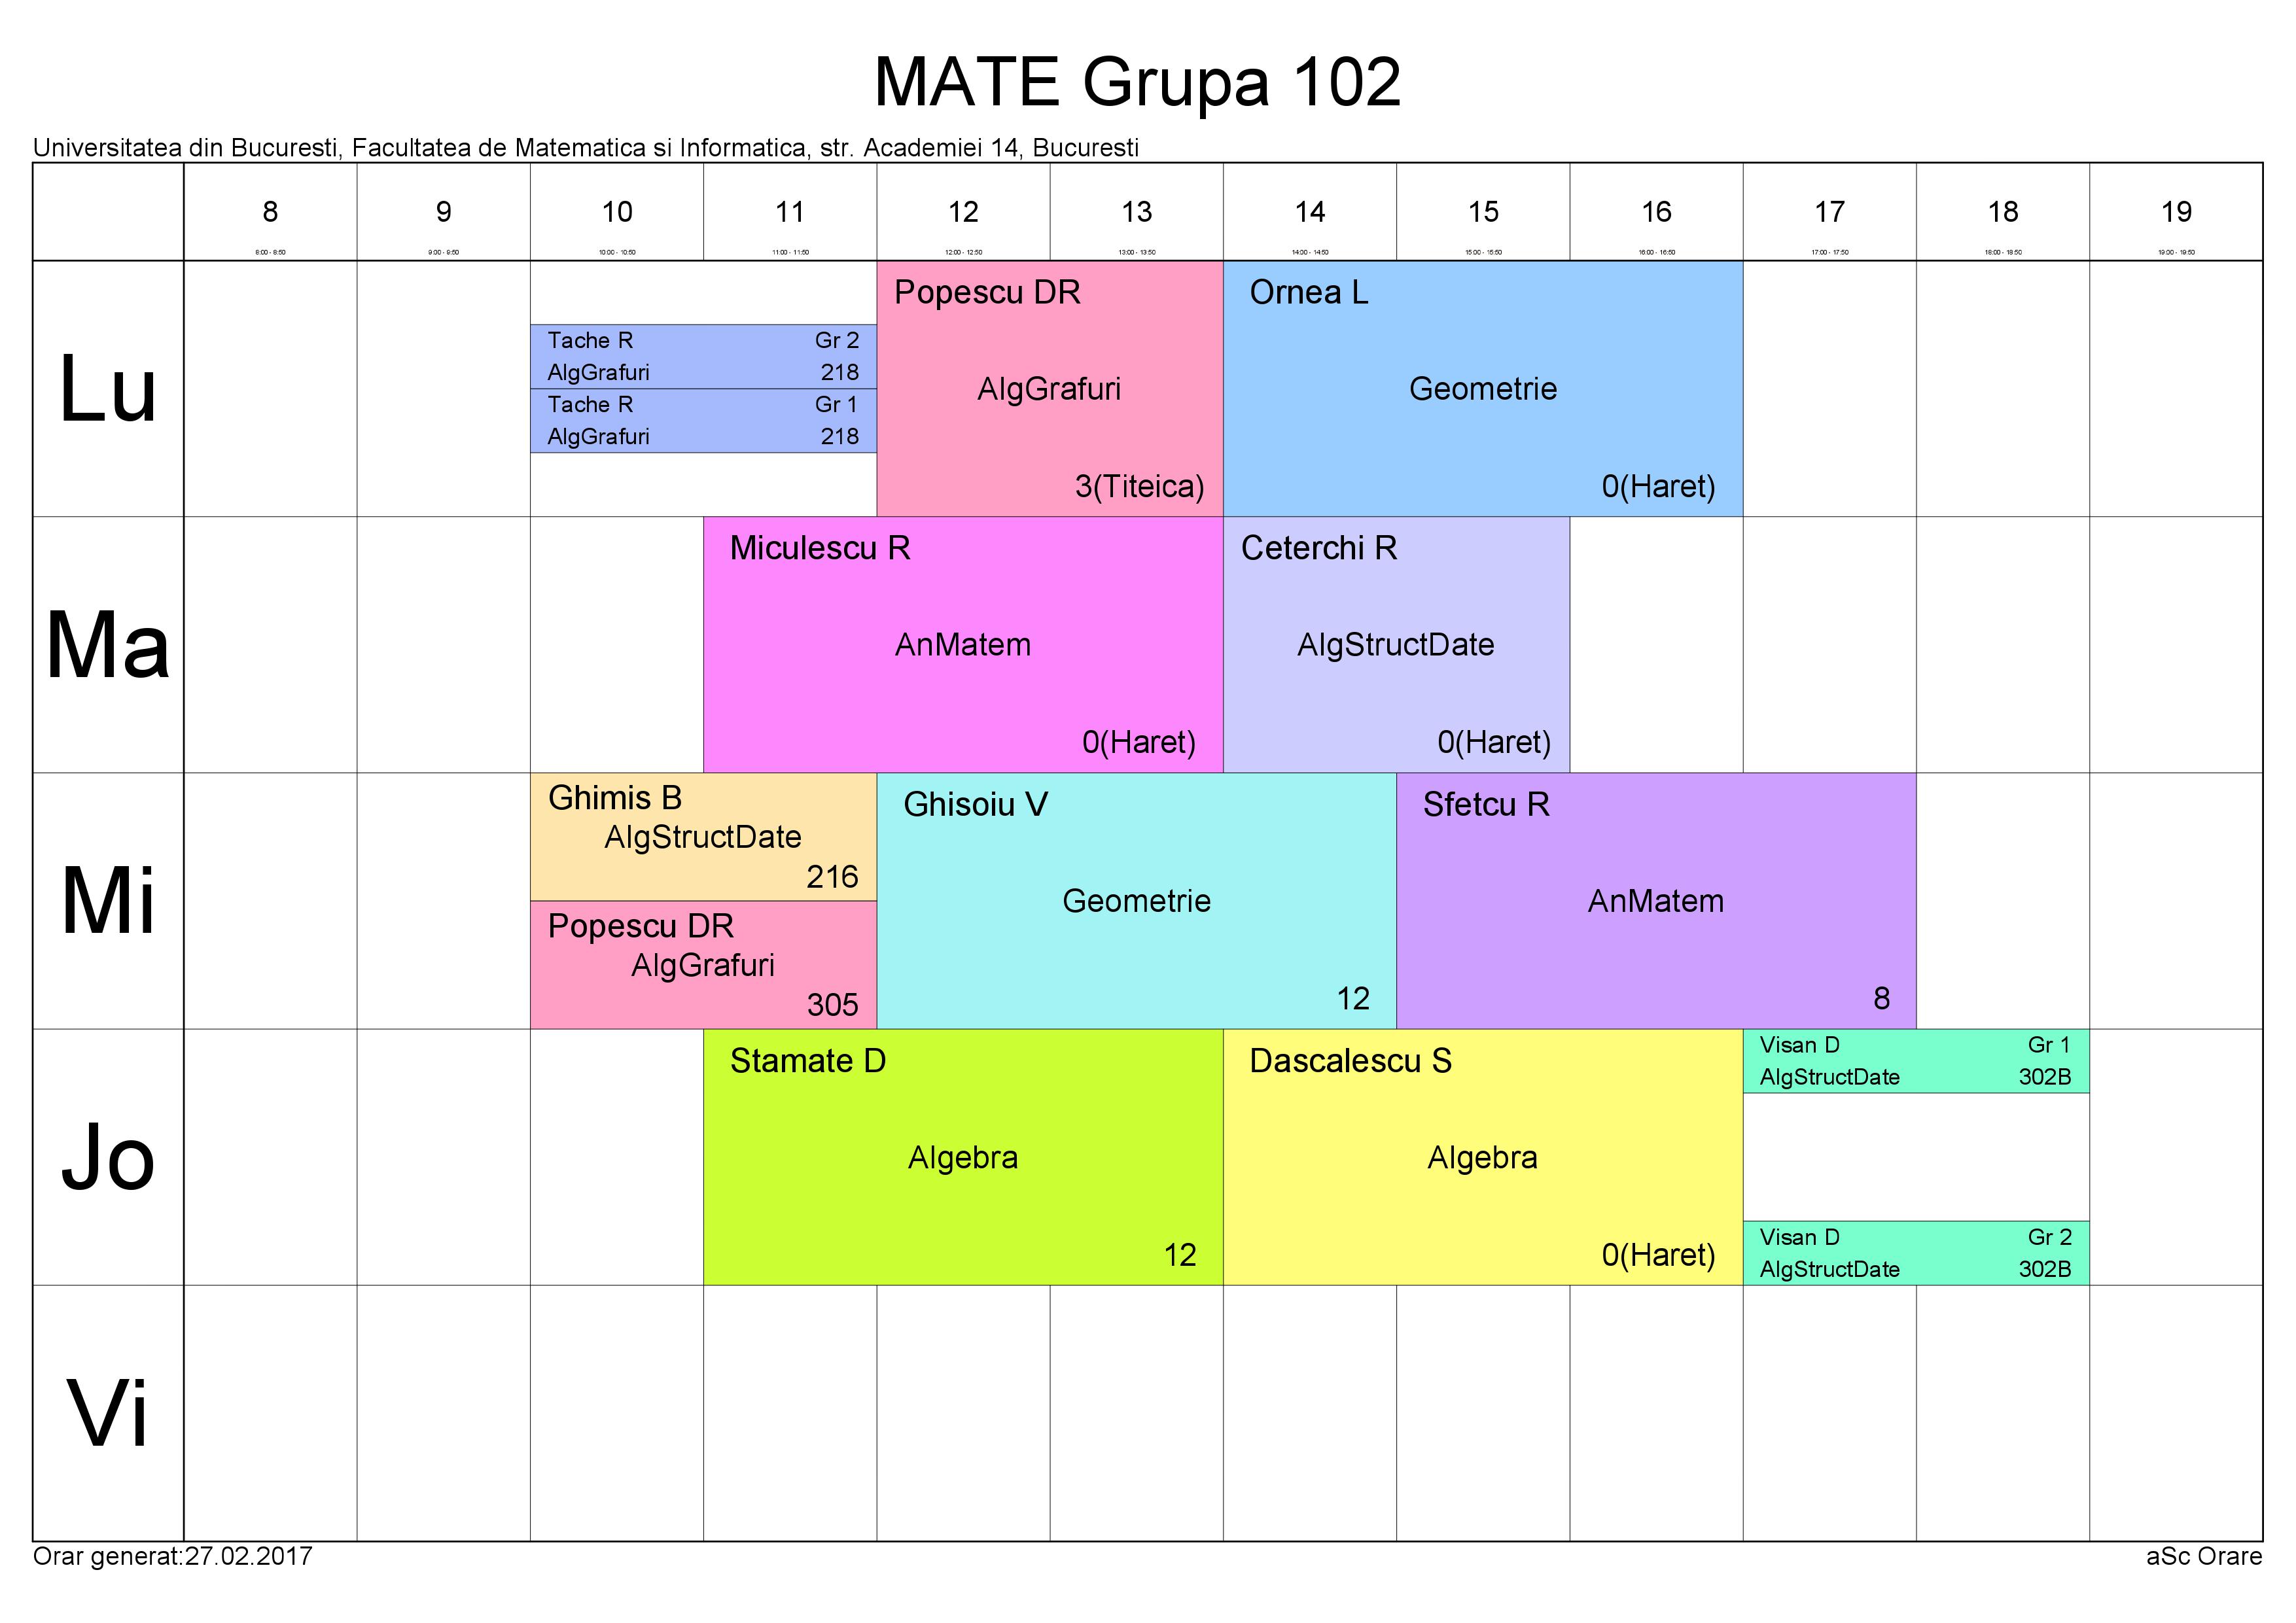 MATE Grupa 102
Universitatea din Bucuresti, Facultatea de Matematica si Informatica, str. Academiei 14, Bucuresti
8 9 10 11 12 13 14 15 16 17 18 19
8:00 - 8:50 9:00 - 9:50 10:00 - 10:50 11:00 - 11:50 12:00 - 12:50 13:00 - 13:50 14:00 - 14:50 15:00 - 15:50 16:00 - 16:50 17:00 - 17:50 18:00 - 18:50 19:00 - 19:50
Lu
Tache R Gr 2
AlgGrafuri 218
Tache R Gr 1
AlgGrafuri 218
Popescu DR
AlgGrafuri
3(Titeica)
Ornea L
Geometrie
0(Haret)
Ma
Miculescu R
AnMatem
0(Haret)
Ceterchi R
AlgStructDate
0(Haret)
Mi
Ghimis B
AlgStructDate
216
Popescu DR
AlgGrafuri
305
Ghisoiu V
Geometrie
12
Sfetcu R
AnMatem
8
Jo
Stamate D
Algebra
12
Dascalescu S
Algebra
0(Haret)
Visan D Gr 1
AlgStructDate 302B
Visan D Gr 2
AlgStructDate 302B
Vi
Orar generat:27.02.2017
aSc Orare